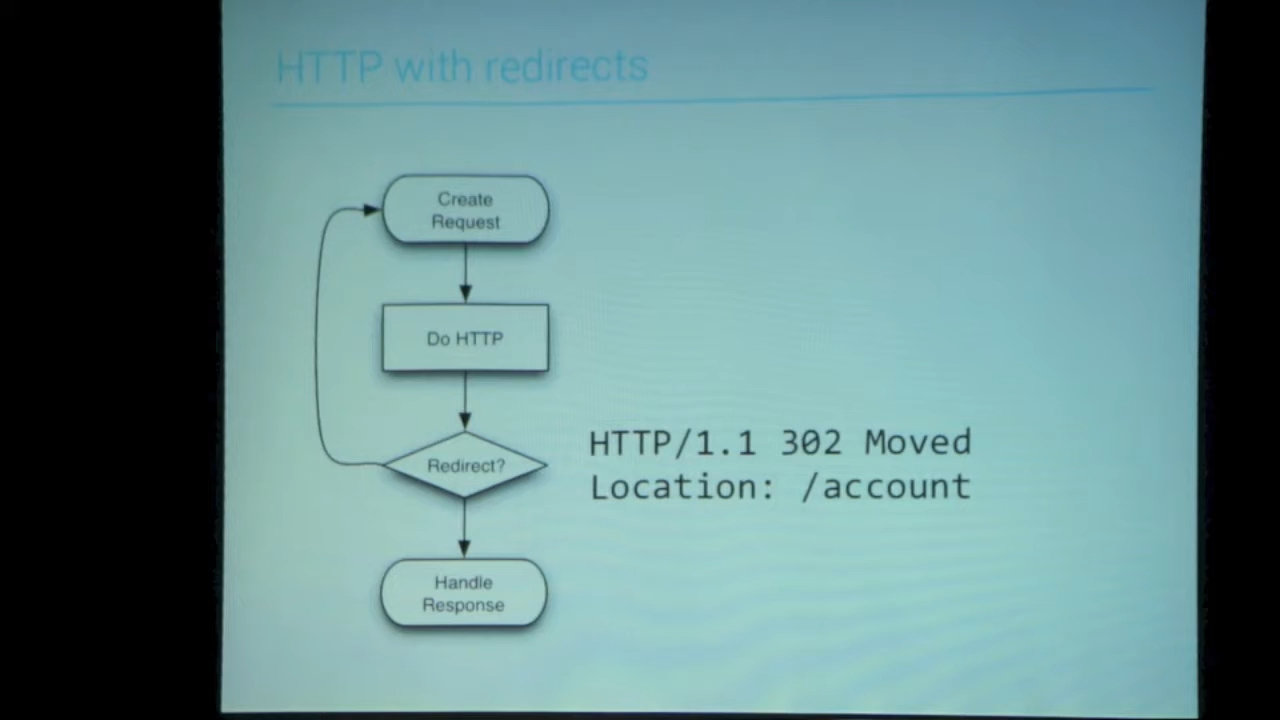 HTTP with redirects
Create
Request
Do HTTP
Redirect?
HTTP/1.1 302 Moved
Location: /account
Handle
Response